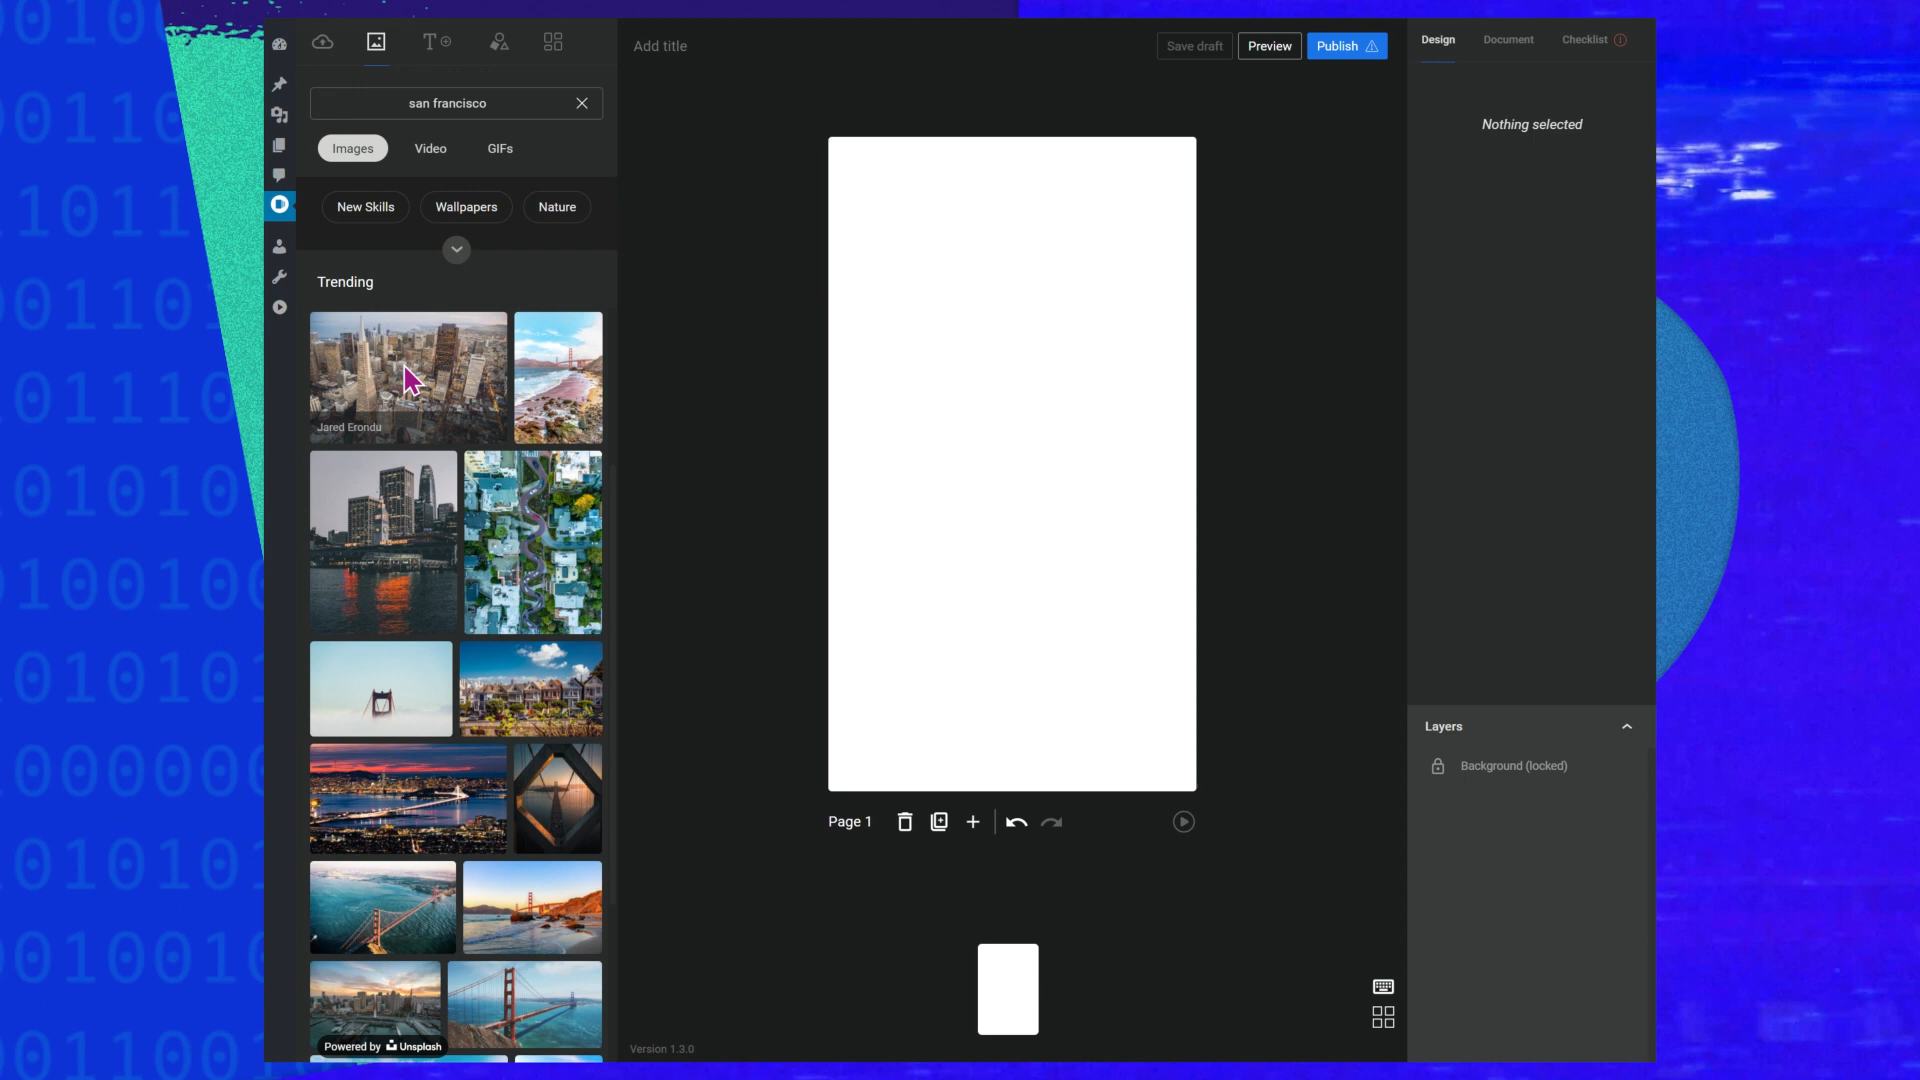 Add title
Save draft
Preview
Publish
Design
Document
Checklist
san francisco
Nothing selected
Images
Video
GIFs
New Skills
Wallpapers
Nature
Trending
Jared Erondu
Layers
Background (locked)
Page 1
Powered by Unsplash
Version 1.3.0